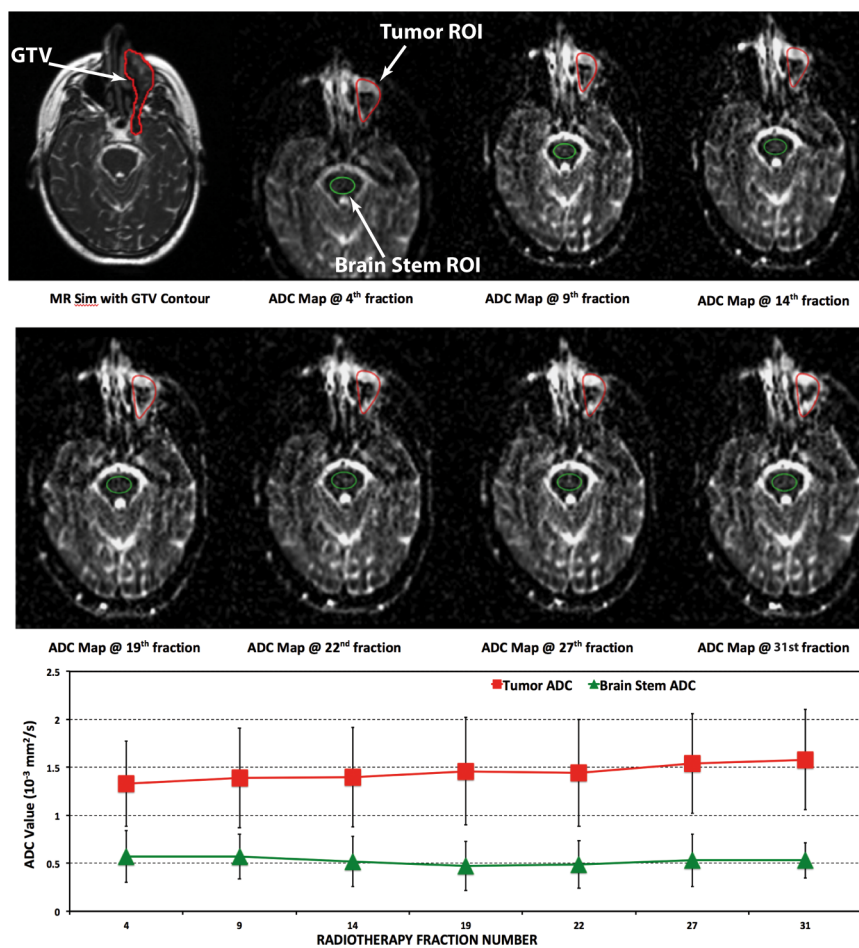 GTV
Tumor ROI
Brain Stem ROI
MR Sim with GTV Contour
ADC Map @ 4th fraction
ADC Map @ 9th fraction
ADC Map @ 14th fraction
ADC Map @ 19th fraction
ADC Map @ 22nd fraction
ADC Map @ 27th fraction
ADC Map @ 31st fraction
2.5
Tumor ADC
Brain Stem ADC
2
1.5
1
0.5
0
ADC Value (10-3 mm2/s)
4 9 14 19 22 27 31
RADIOTHERAPY FRACTION NUMBER